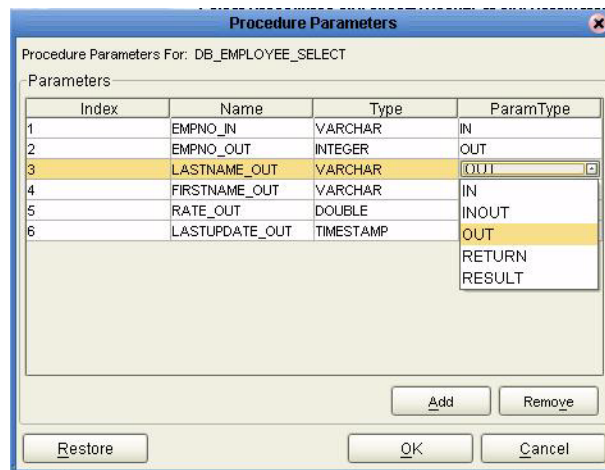 Procedure Parameters
Procedure Parameters For: DB_EMPLOYEE_SELECT
Parameters
Index Name Type ParamType
1 EMPNO_IN VARCHAR IN
2 EMPNO_OUT INTEGER OUT
3 LASTNAME_OUT VARCHAR OUT
4 FIRSTNAME_OUT VARCHAR
5 RATE_OUT DOUBLE
6 LASTUPDATE_OUT TIMESTAMP
IN
INOUT
OUT
RETURN
RESULT
Add Remove
Restore OK Cancel